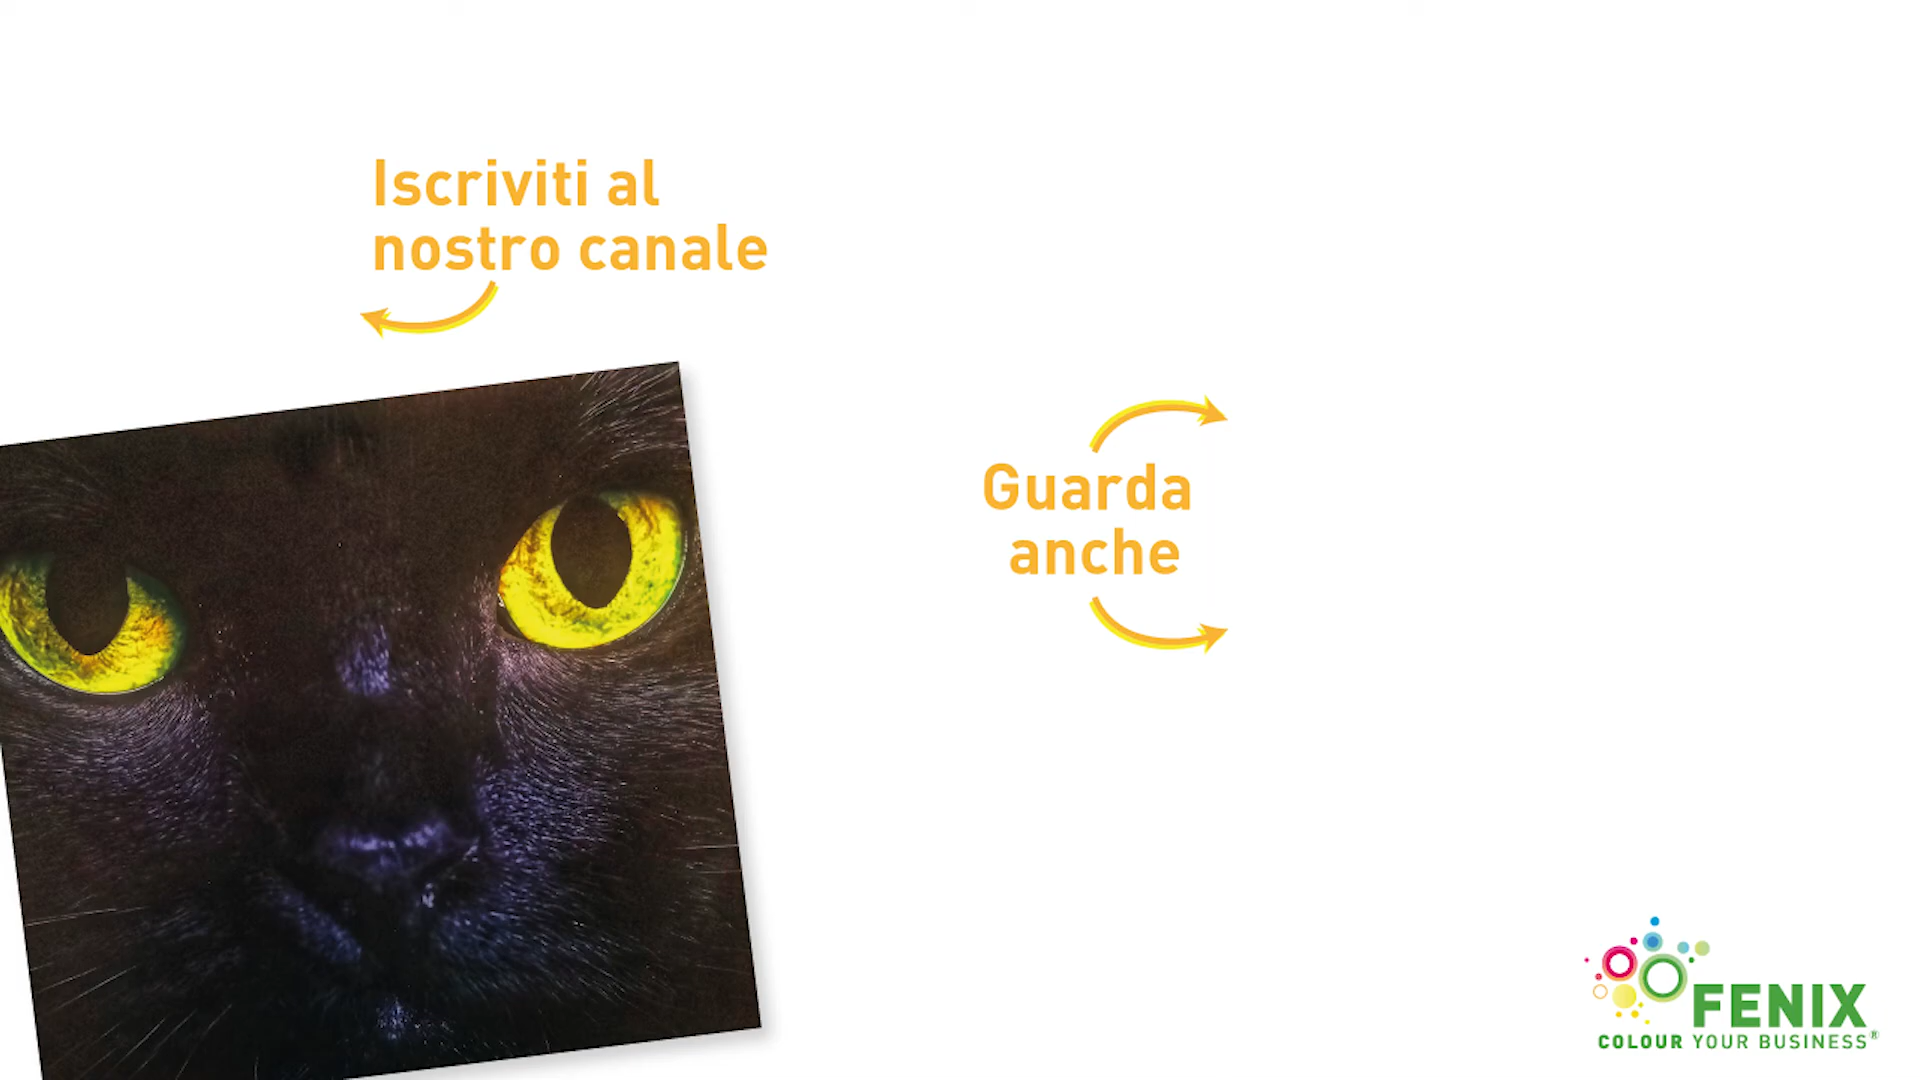 Iscriviti al
nostro canale
Guarda
anche
FENIX
COLOUR YOUR BUSINESS®